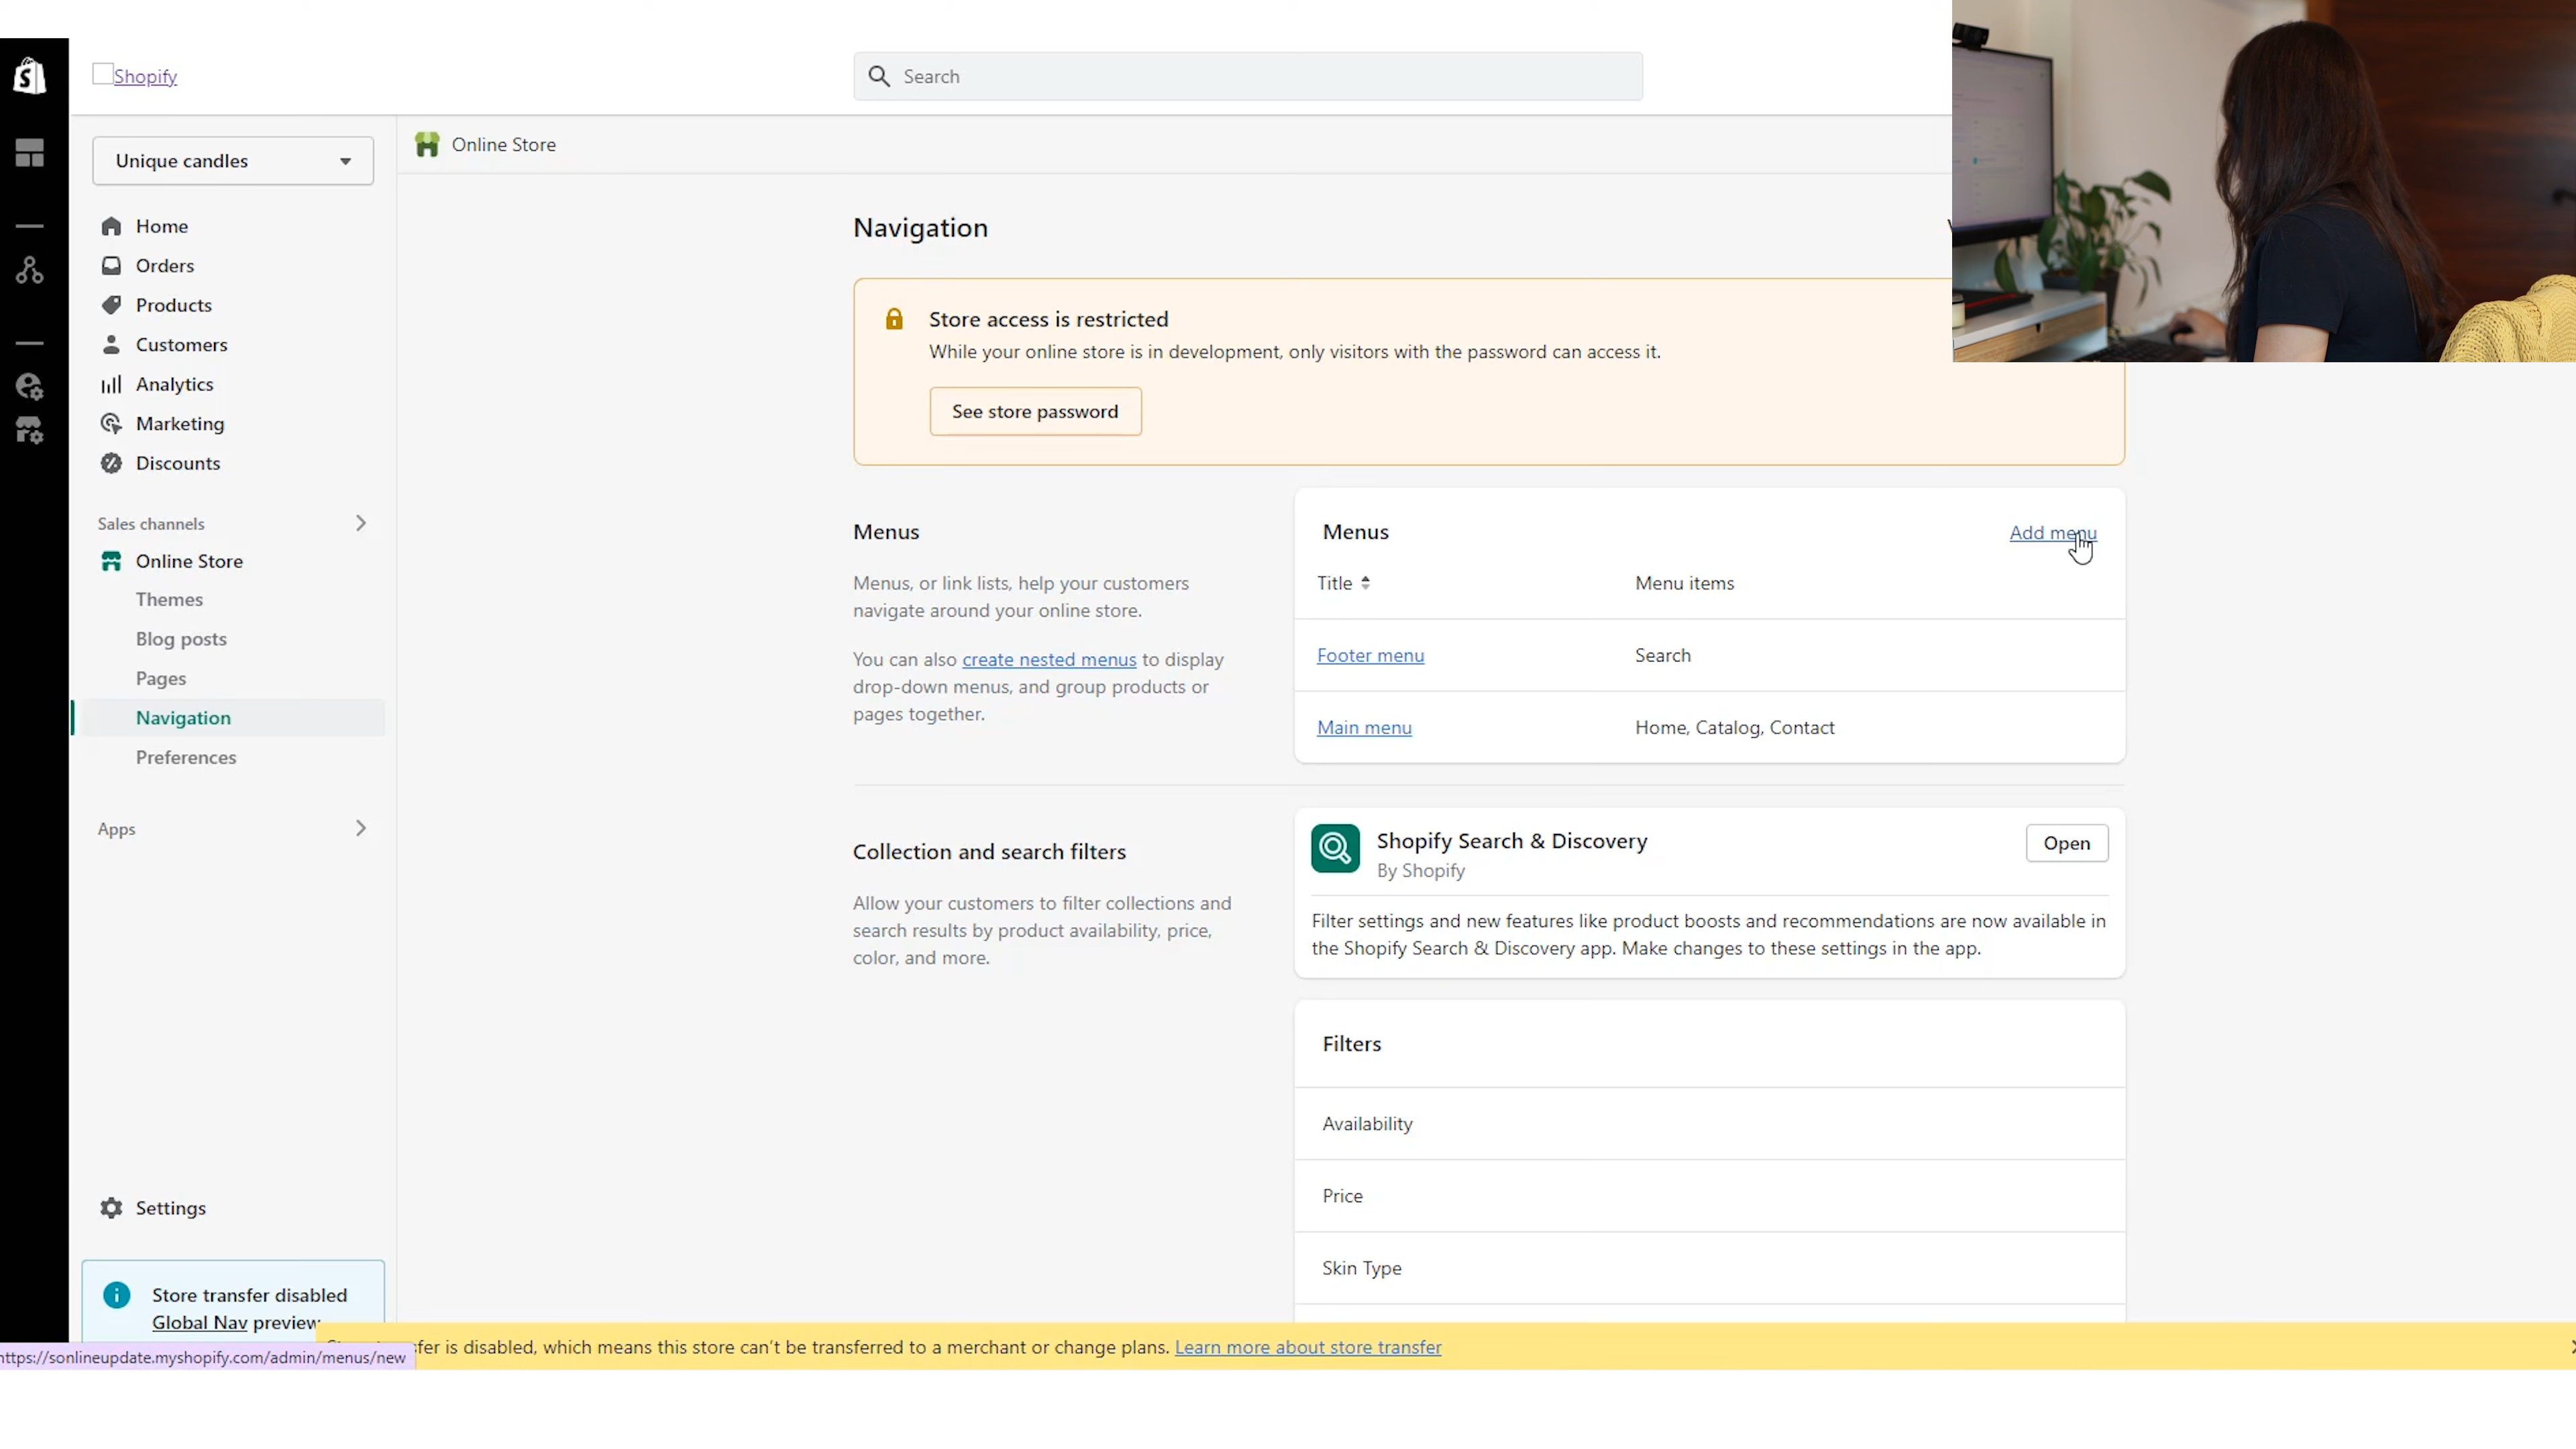 Shopify
Search
Unique candles
Online Store
Home
Orders
Products
Customers
Analytics
Marketing
Discounts
Sales channels
Online Store
Themes
Blog posts
Pages
Navigation
Preferences
Apps
Settings
Store transfer disabled
Global Nav preview
Navigation
Store access is restricted
While your online store is in development, only visitors with the password can access it.
See store password
Menus
Menus, or link lists, help your customers
navigate around your online store.
You can also create nested menus to display
drop-down menus, and group products or
pages together.
Menus
Add menu
Title
Menu items
Footer menu
Search
Main menu
Home, Catalog, Contact
Collection and search filters
Allow your customers to filter collections and
search results by product availability, price,
color, and more.
Shopify Search & Discovery
By Shopify
Open
Filter settings and new features like product boosts and recommendations are now available in
the Shopify Search & Discovery app. Make changes to these settings in the app.
Filters
Availability
Price
Skin Type
is disabled, which means this store can't be transferred to a merchant or change plans. Learn more about store transfer
https://sonlineupdate.myshopify.com/admin/menus/new